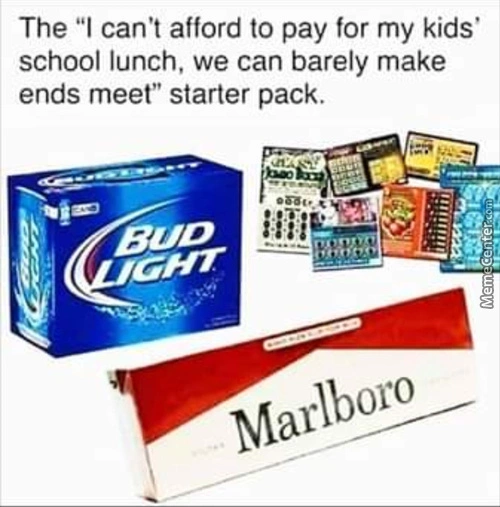 The “I can't afford to pay for my kids'
school lunch, we can barely make
ends meet” starter pack.
BUD
LIGHT
Marlboro
MemeCenter.com